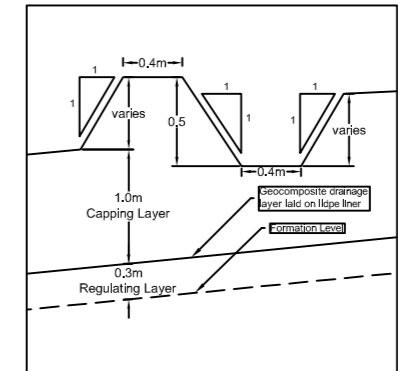 0.4m
1
1
1
1
1
1
varies
0.5
varies
0.4m
1.0m
Capping Layer
Geocomposite drainage
layer laid on lldpe liner
Formation Level
0.3m
Regulating Layer